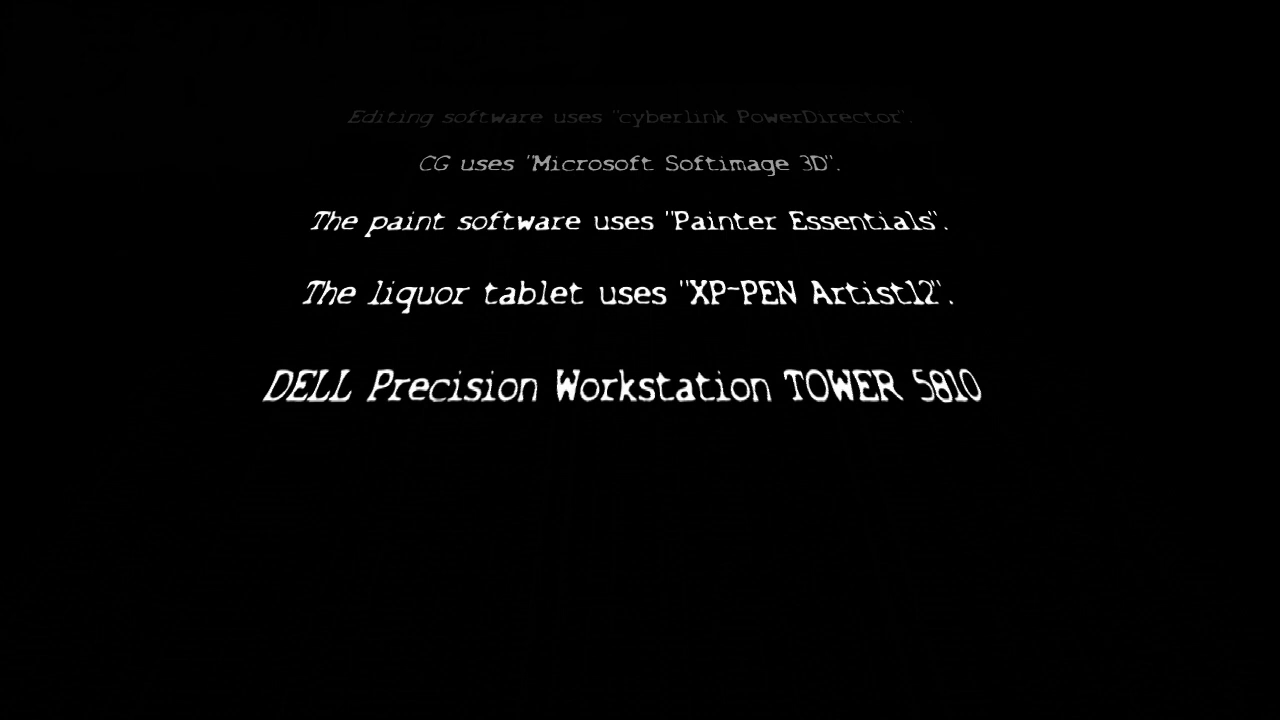 Editing software uses "cyberlink PowerDirector".
CG uses "Microsoft Softimage 3D".
The paint software uses "Painter Essentials".
The liquor tablet uses "XP-PEN Artist12".
DELL Precision Workstation TOWER 5810